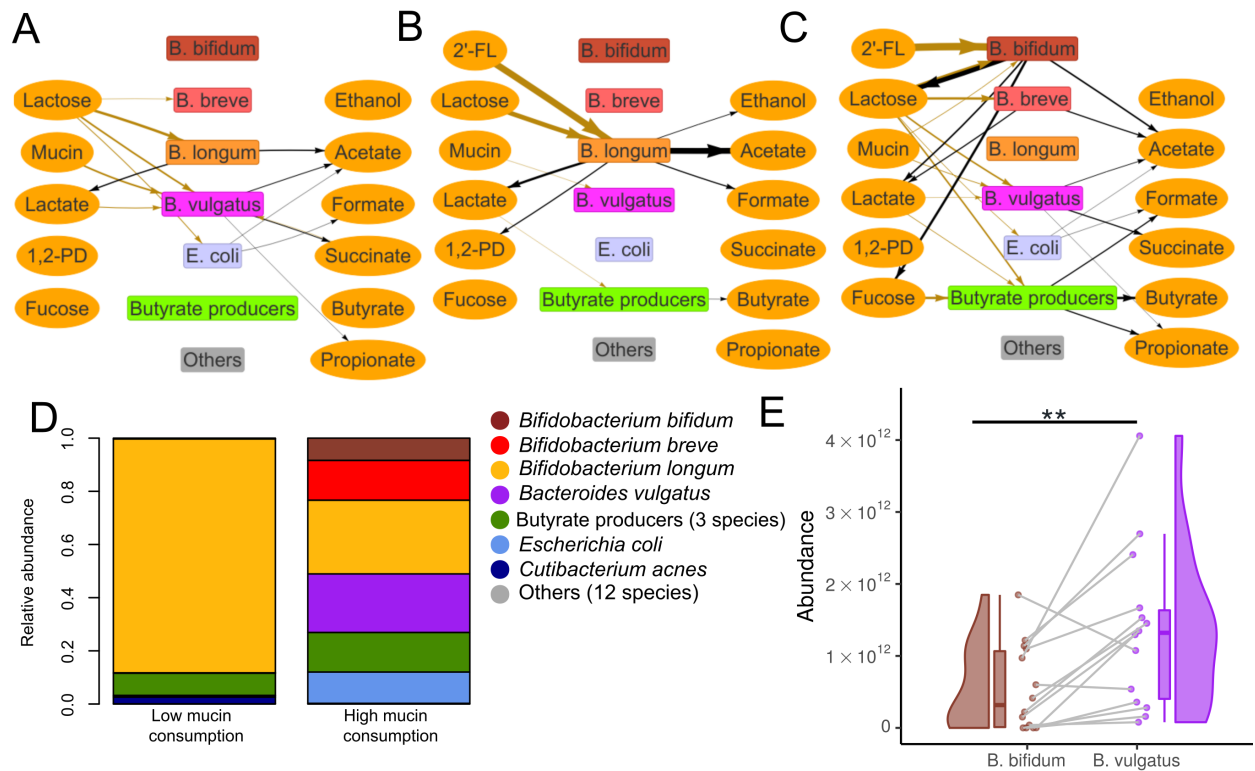 A
B. bifidum
Lactose
B. breve
Ethanol
Mucin
B. longum
Acetate
Lactate
B. vulgatus
Formate
1,2-PD
E. coli
Succinate
Fucose
Butyrate producers
Butyrate
Others
Propionate
B
2'-FL
B. bifidum
Lactose
B. breve
Ethanol
Mucin
B. longum
Acetate
Lactate
B. vulgatus
Formate
1,2-PD
E. coli
Succinate
Fucose
Butyrate producers
Butyrate
Others
Propionate
C
2'-FL
B. bifidum
Lactose
B. breve
Ethanol
Mucin
B. longum
Acetate
Lactate
B. vulgatus
Formate
1,2-PD
E. coli
Succinate
Fucose
Butyrate producers
Butyrate
Others
Propionate
D
Relative abundance
1.0
0.8
0.6
0.4
0.2
0.0
Low mucin
consumption
High mucin
consumption
Bifidobacterium bifidum
Bifidobacterium breve
Bifidobacterium longum
Bacteroides vulgatus
Butyrate producers (3 species)
Escherichia coli
Cutibacterium acnes
Others (12 species)
E
**
Abundance
4 × 10¹²
3 × 10¹²
2 × 10¹²
1 × 10¹²
0
B. bifidum
B. vulgatus